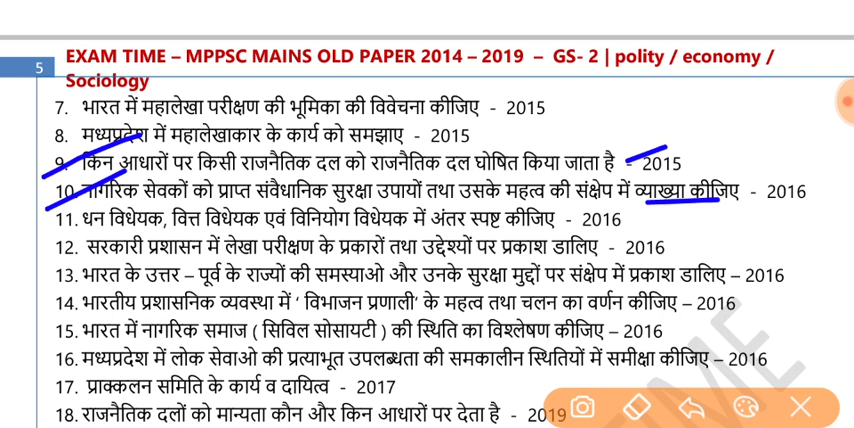 EXAM TIME – MPPSC MAINS OLD PAPER 2014 – 2019 – GS- 2 | polity / economy /
5
Sociology
7. भारत में महालेखा परीक्षण की भूमिका की विवेचना कीजिए - 2015
8. मध्यप्रदेश में महालेखाकार के कार्य को समझाए - 2015
9. किन आधारों पर किसी राजनैतिक दल को राजनैतिक दल घोषित किया जाता है - 2015
10. नागरिक सेवकों को प्राप्त संवैधानिक सुरक्षा उपायों तथा उसके महत्व की संक्षेप में व्याख्या कीजिए - 2016
11. धन विधेयक, वित्त विधेयक एवं विनियोग विधेयक में अंतर स्पष्ट कीजिए - 2016
12. सरकारी प्रशासन में लेखा परीक्षण के प्रकारों तथा उद्देश्यों पर प्रकाश डालिए - 2016
13. भारत के उत्तर – पूर्व के राज्यों की समस्याओ और उनके सुरक्षा मुद्दों पर संक्षेप में प्रकाश डालिए – 2016
14. भारतीय प्रशासनिक व्यवस्था में ' विभाजन प्रणाली' के महत्व तथा चलन का वर्णन कीजिए – 2016
15. भारत में नागरिक समाज ( सिविल सोसायटी ) की स्थिति का विश्लेषण कीजिए – 2016
16. मध्यप्रदेश में लोक सेवाओ की प्रत्याभूत उपलब्धता की समकालीन स्थितियों में समीक्षा कीजिए – 2016
17. प्राक्कलन समिति के कार्य व दायित्व - 2017
18. राजनैतिक दलों को मान्यता कौन और किन आधारों पर देता है - 2019
TIME